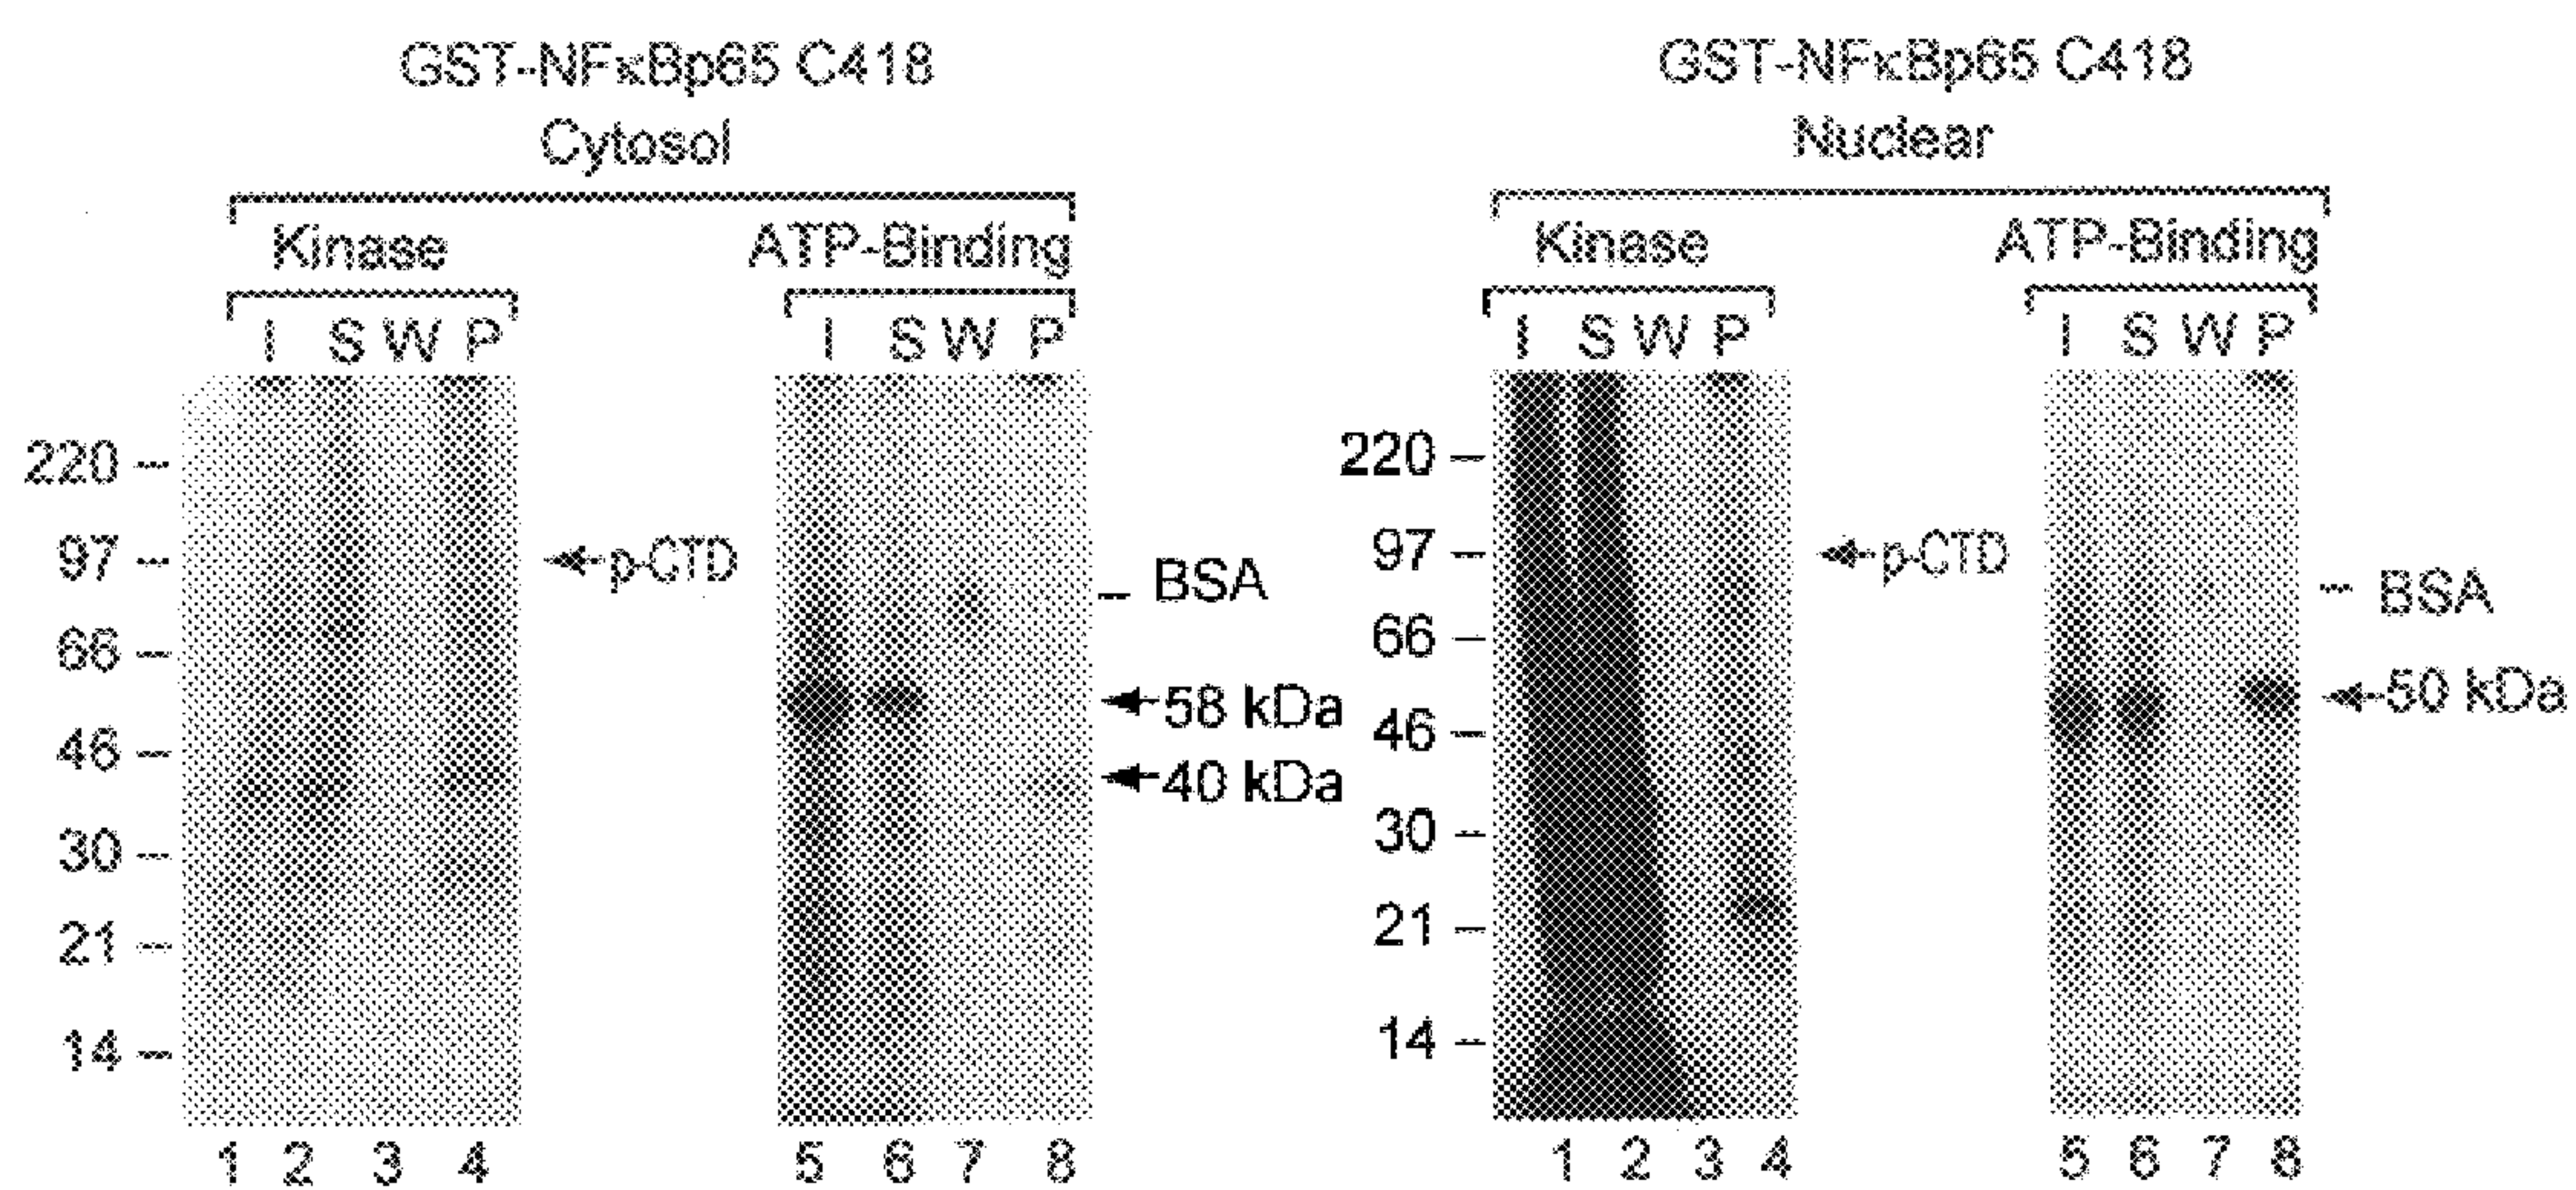 GST-NFκBp65 C418
Cytosol
Kinase
ATP-Binding
I S W P
I S W P
220
97
66
46
30
21
14
p-CTD
BSA
58 kDa
40 kDa
1 2 3 4
5 6 7 8
GST-NFκBp65 C418
Nuclear
Kinase
ATP-Binding
I S W P
I S W P
220
97
66
46
30
21
14
p-CTD
BSA
50 kDa
1 2 3 4
5 6 7 8